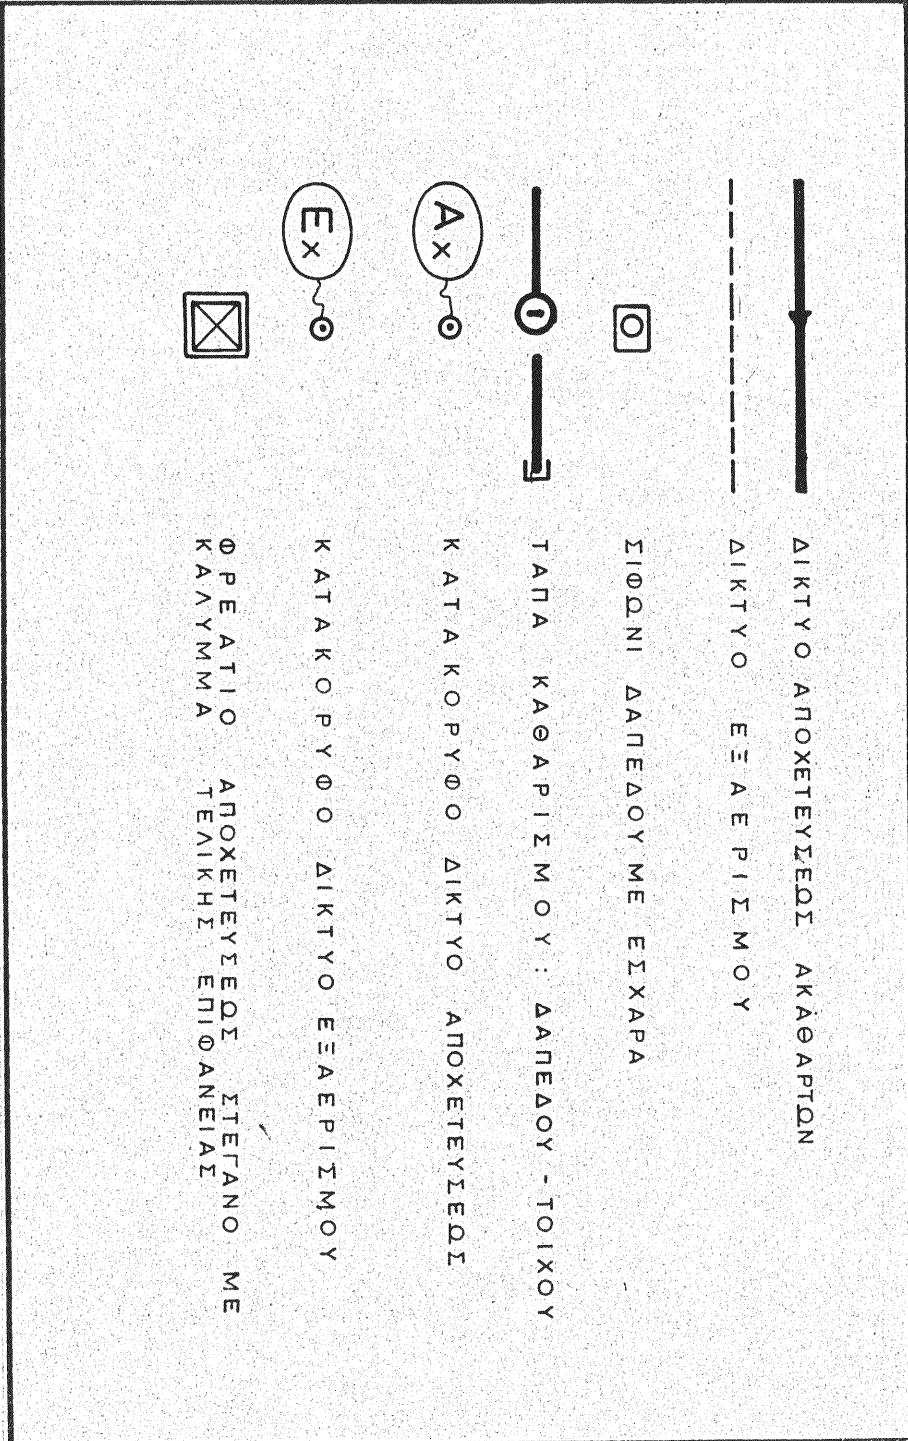 ΔΙΚΤΥΟ ΑΠΟΧΕΤΕΥΣΕΩΣ ΑΚΑΘΑΡΤΩΝ
ΔΙΚΤΥΟ ΕΞΑΕΡΙΣΜΟΥ
ΣΙΦΩΝΙ ΔΑΠΕΔΟΥ ΜΕ ΕΣΧΑΡΑ
ΤΑΠΑ ΚΑΘΑΡΙΣΜΟΥ: ΔΑΠΕΔΟΥ - ΤΟΙΧΟΥ
Αx ΚΑΤΑΚΟΡΥΦΟ ΔΙΚΤΥΟ ΑΠΟΧΕΤΕΥΣΕΩΣ
Εx ΚΑΤΑΚΟΡΥΦΟ ΔΙΚΤΥΟ ΕΞΑΕΡΙΣΜΟΥ
ΦΡΕΑΤΙΟ ΑΠΟΧΕΤΕΥΣΕΩΣ ΣΤΕΓΑΝΟ ΜΕ
ΚΑΛΥΜΜΑ ΤΕΛΙΚΗΣ ΕΠΙΦΑΝΕΙΑΣ